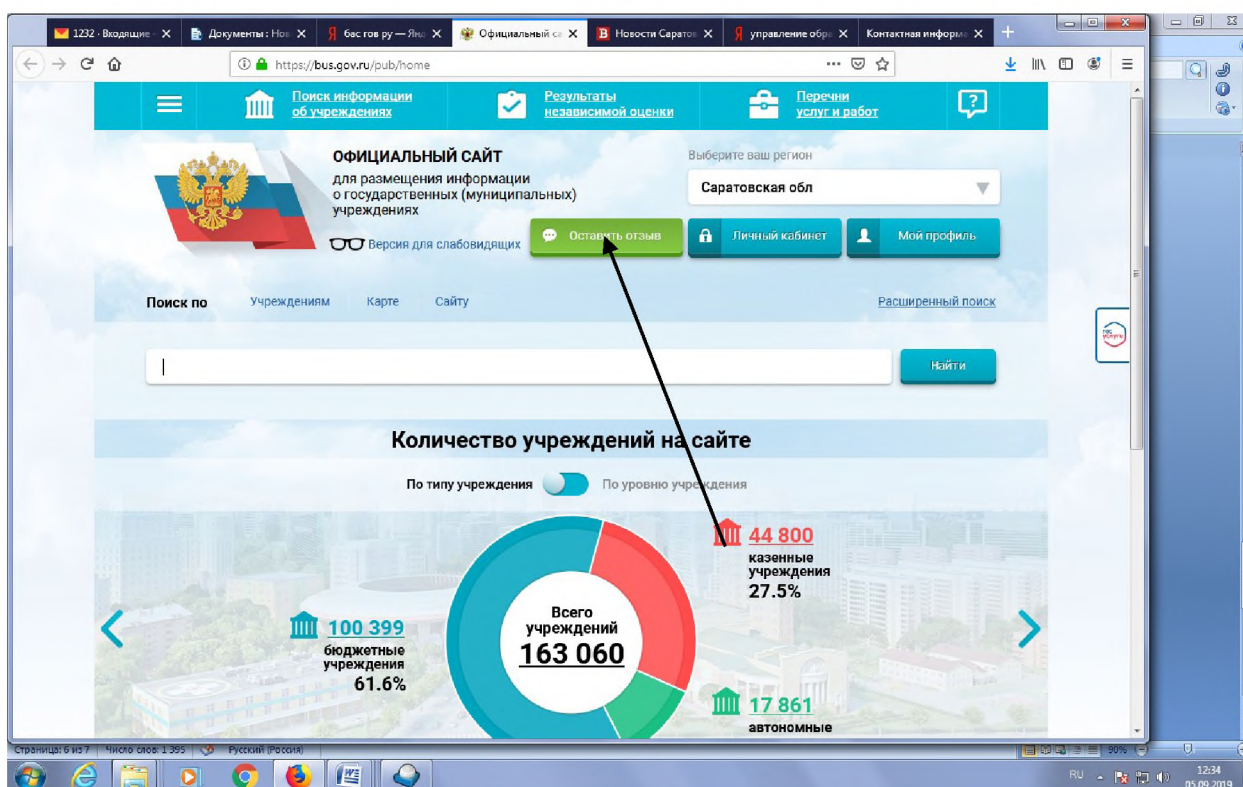 1232 · Входящие -
Документы : Нов
бас гов ру — Янд
Официальный са
Новости Саратов
управление обра
Контактная информа
https://bus.gov.ru/pub/home
Поиск информации
об учреждениях
Результаты
независимой оценки
Перечни
услуг и работ
ОФИЦИАЛЬНЫЙ САЙТ
для размещения информации
о государственных (муниципальных)
учреждениях
Версия для слабовидящих
Выберите ваш регион
Саратовская обл
Оставить отзыв
Личный кабинет
Мой профиль
Поиск по
Учреждениям
Карте
Сайту
Расширенный поиск
Найти
Количество учреждений на сайте
По типу учреждения
По уровню учреждения
44 800
казенные
учреждения
27.5%
Всего
учреждений
163 060
100 399
бюджетные
учреждения
61.6%
17 861
автономные
Страница: 6 из 7
Число слов: 1 395
Русский (Россия)
90%
RU
12:34
05.09.2019